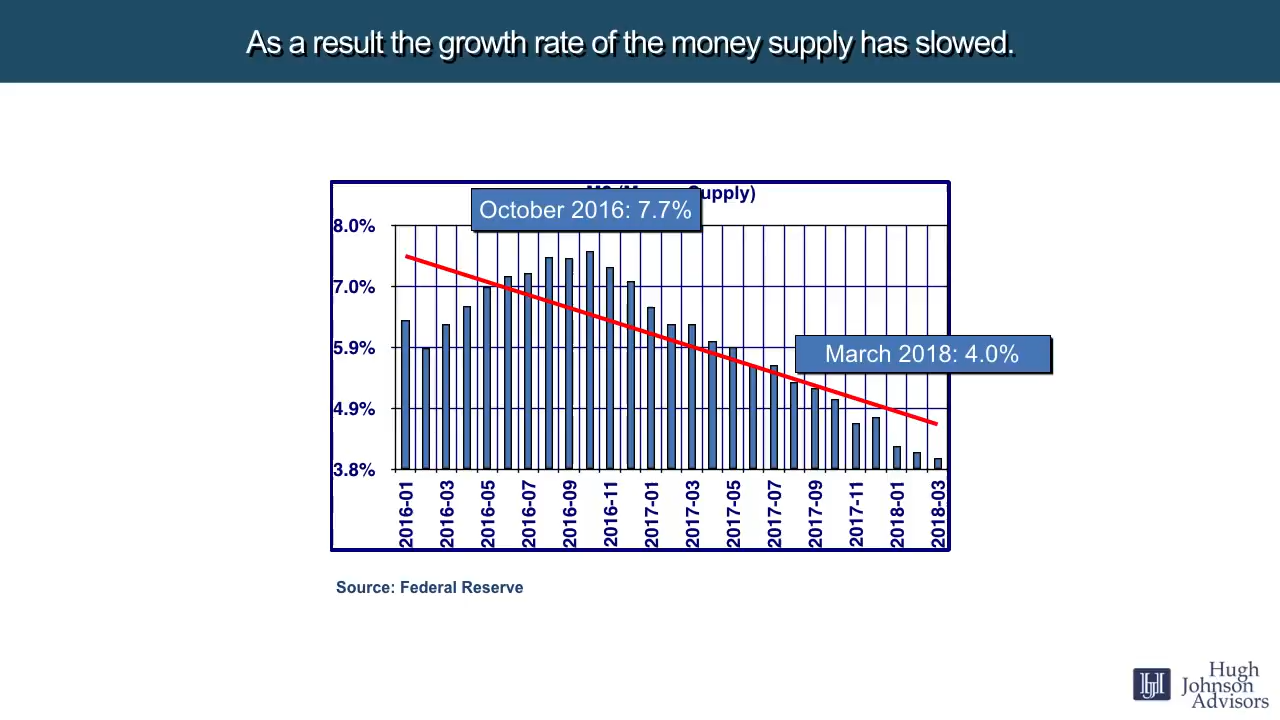 As a result the growth rate of the money supply has slowed.
Supply)
October 2016: 7.7%
8.0%
7.0%
March 2018: 4.0%
5.9%
4.9%
3.8%
2016-01
2016-03
2016-05
2016-07
2016-09
2016-11
2017-01
2017-03
2017-05
2017-07
2017-09
2017-11
2018-01
2018-03
Source: Federal Reserve
HJ
Hugh
Johnson
Advisors